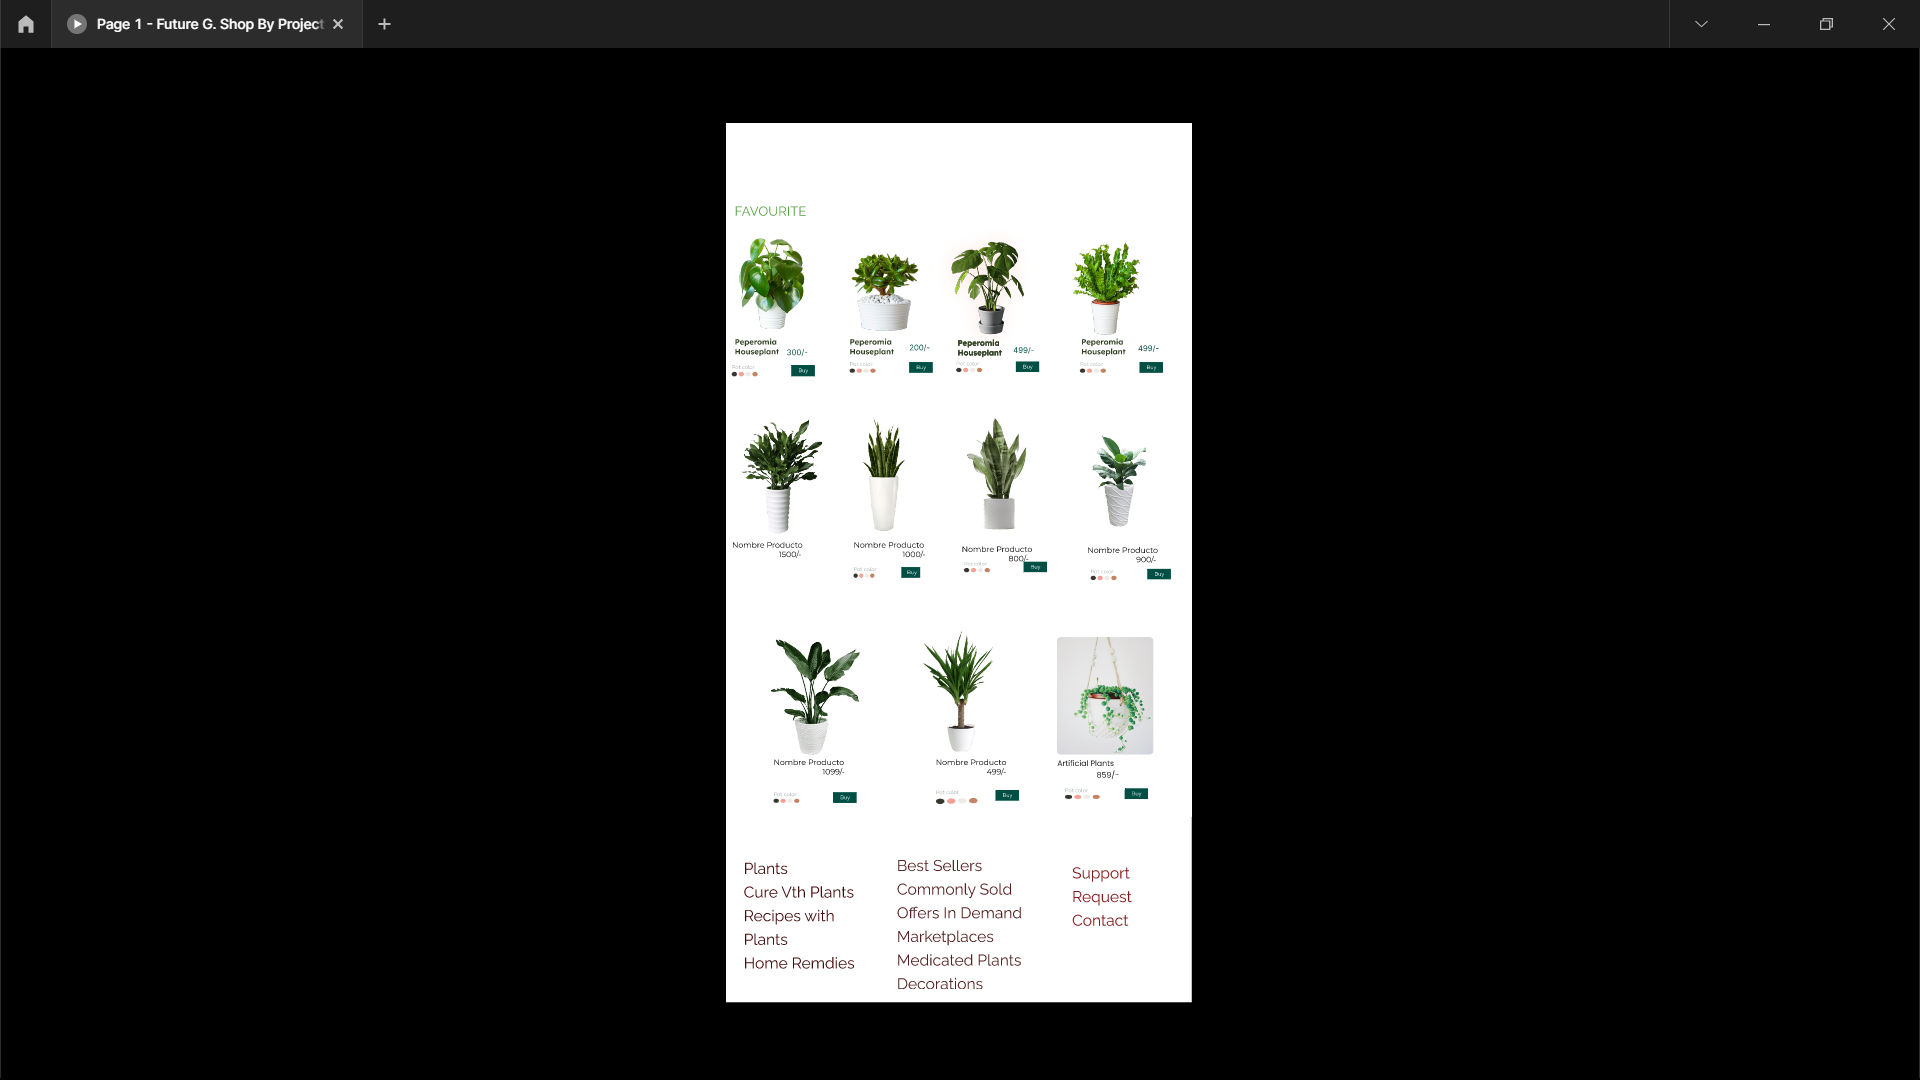 Page 1 - Future G. Shop By Project
FAVOURITE
Peperomia
Houseplant
300/-
Pot color
Buy
Peperomia
Houseplant
200/-
Pot color
Buy
Peperomia
Houseplant
499/-
Pot color
Buy
Peperomia
Houseplant
499/-
Pot color
Buy
Nombre Producto
1500/-
Nombre Producto
1000/-
Pot color
Buy
Nombre Producto
800/-
Pot color
Buy
Nombre Producto
900/-
Pot color
Buy
Nombre Producto
1099/-
Pot color
Buy
Nombre Producto
499/-
Pot color
Buy
Artificial Plants
859/-
Pot color
Buy
Plants
Cure Vth Plants
Recipes with
Plants
Home Remdies
Best Sellers
Commonly Sold
Offers In Demand
Marketplaces
Medicated Plants
Decorations
Support
Request
Contact